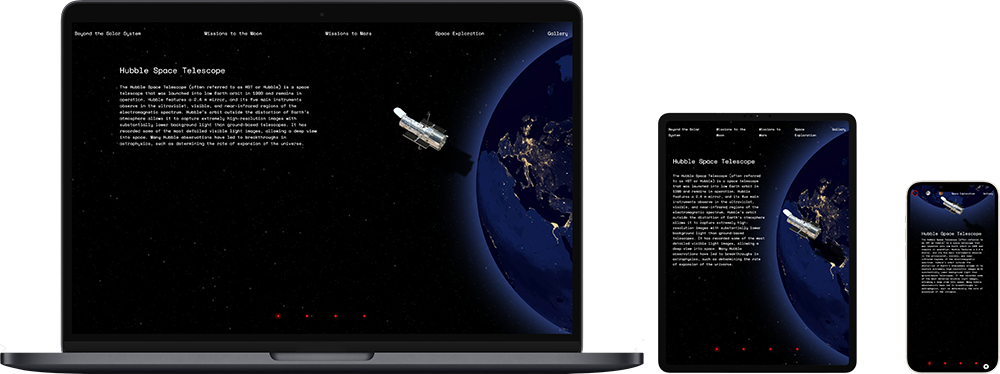 Beyond the Solar System Missions to the Moon Missions to Mars Space Exploration Gallery
Hubble Space Telescope
The Hubble Space Telescope (often referred to as HST or Hubble) is a space
telescope that was launched into low Earth orbit in 1990 and remains in
operation. Hubble features a 2.4 m mirror, and its five main instruments
observe in the ultraviolet, visible, and near-infrared regions of the
electromagnetic spectrum. Hubble's orbit outside the distortion of Earth's
atmosphere allows it to capture extremely high-resolution images with
substantially lower background light than ground-based telescopes. It has
recorded some of the most detailed visible light images, allowing a deep view
into space. Many Hubble observations have led to breakthroughs in
astrophysics, such as determining the rate of expansion of the universe.
Beyond the Solar Missions to the Missions to Space Gallery
System Moon Mars Exploration
Hubble Space Telescope
The Hubble Space Telescope (often referred
to as HST or Hubble) is a space telescope
that was launched into low Earth orbit in
1990 and remains in operation. Hubble
features a 2.4 m mirror, and its five main
instruments observe in the ultraviolet,
visible, and near-infrared regions of the
electromagnetic spectrum. Hubble's orbit
outside the distortion of Earth's atmosphere
allows it to capture extremely high-
resolution images with substantially lower
background light than ground-based
telescopes. It has recorded some of the most
detailed visible light images, allowing a
deep view into space. Many Hubble
observations have led to breakthroughs in
astrophysics, such as determining the rate
of expansion of the universe.
Space Exploration Gallery
Hubble Space Telescope